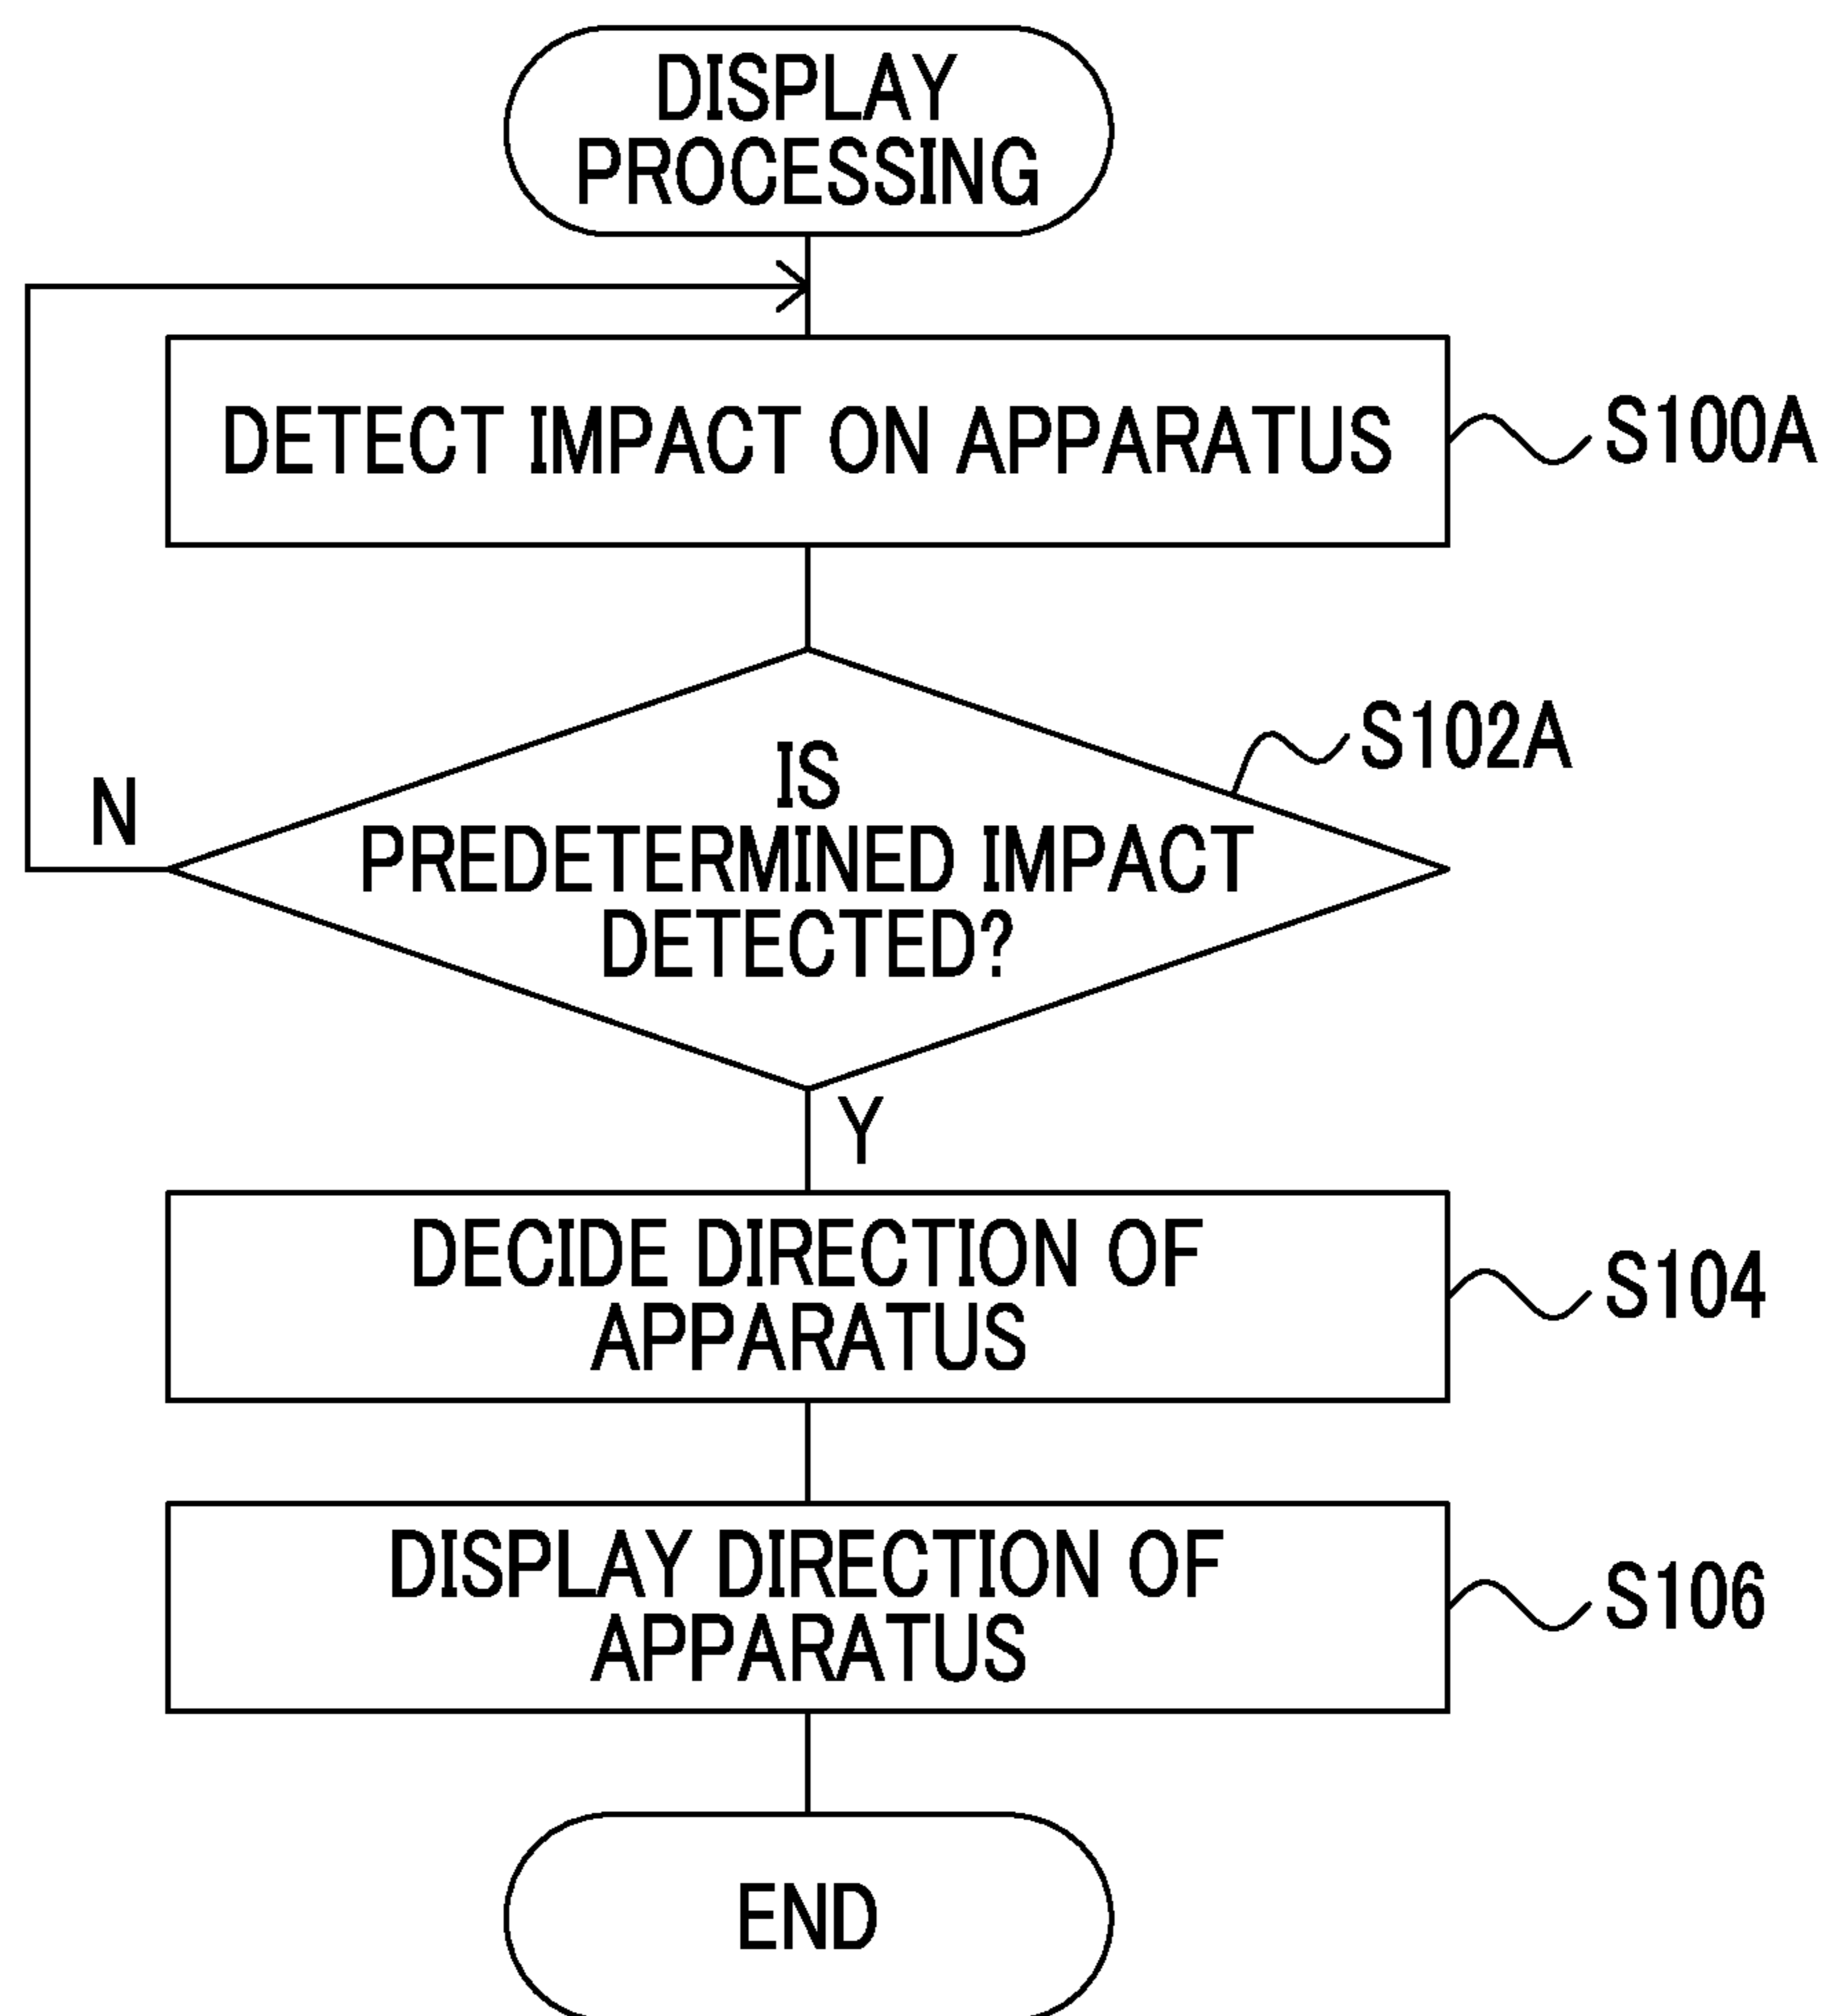 DISPLAY
PROCESSING
DETECT IMPACT ON APPARATUS
S100A
S102A
IS
PREDETERMINED IMPACT
DETECTED?
N
Y
DECIDE DIRECTION OF
APPARATUS
S104
DISPLAY DIRECTION OF
APPARATUS
S106
END